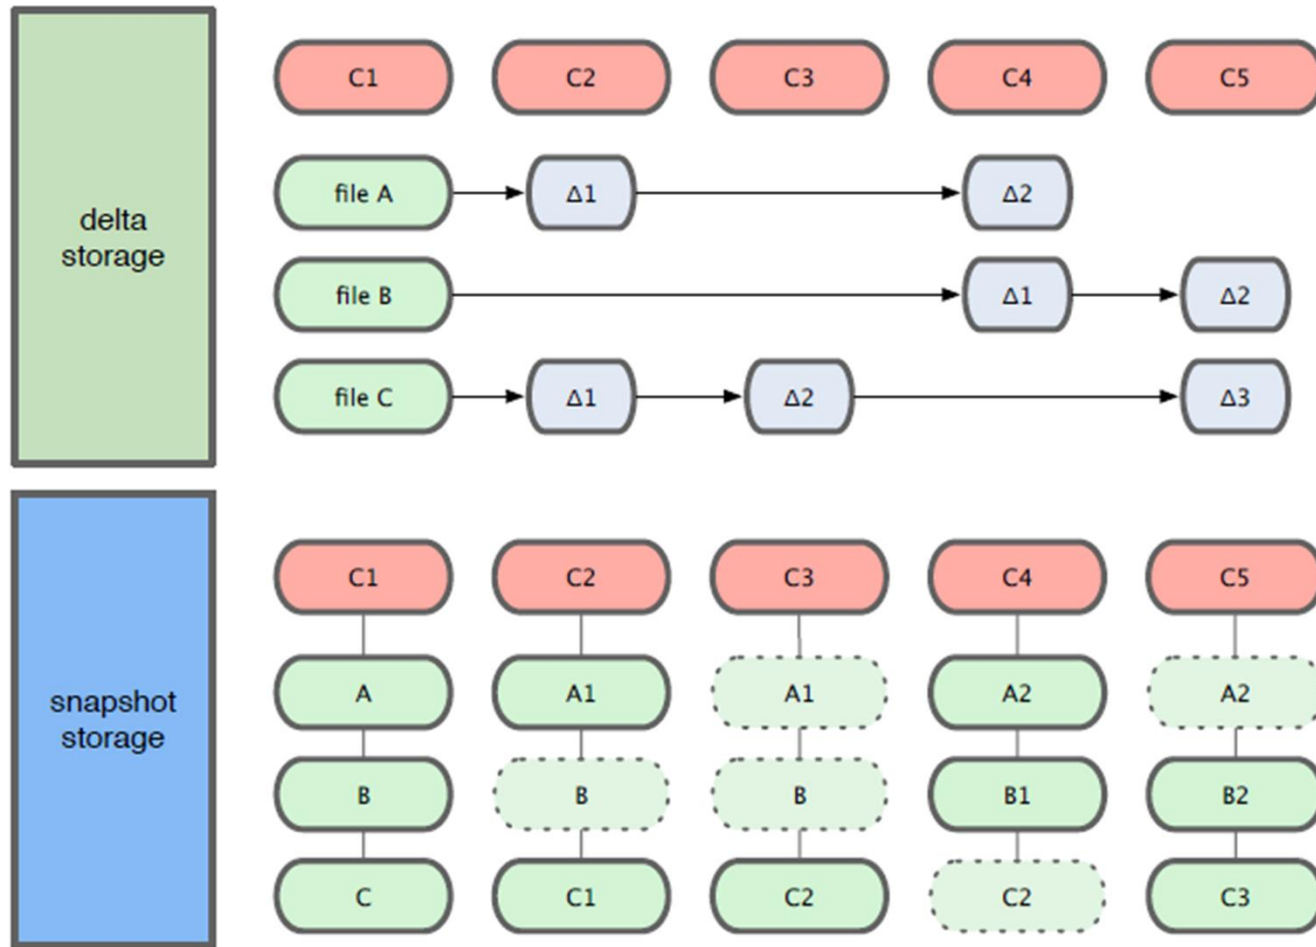 delta
storage
C1 C2 C3 C4 C5
file A Δ1 Δ2
file B Δ1 Δ2
file C Δ1 Δ2 Δ3
snapshot
storage
C1 C2 C3 C4 C5
A A1 A1 A2 A2
B B B B1 B2
C C1 C2 C2 C3